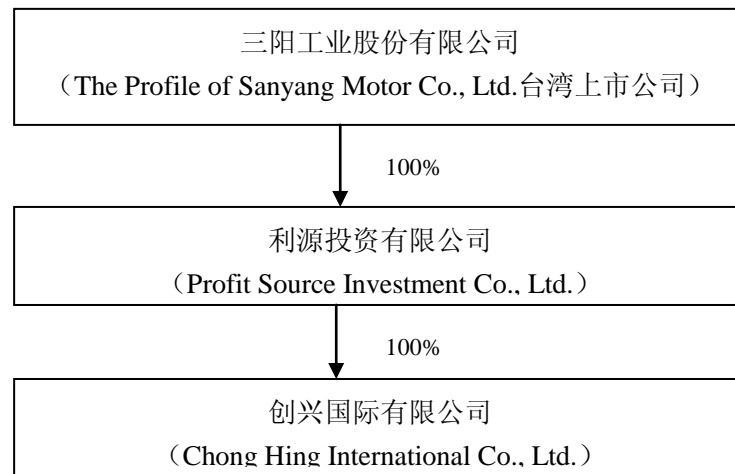 三阳工业股份有限公司
（The Profile of Sanyang Motor Co., Ltd.台湾上市公司）
100%
利源投资有限公司
（Profit Source Investment Co., Ltd.）
100%
创兴国际有限公司
（Chong Hing International Co., Ltd.）